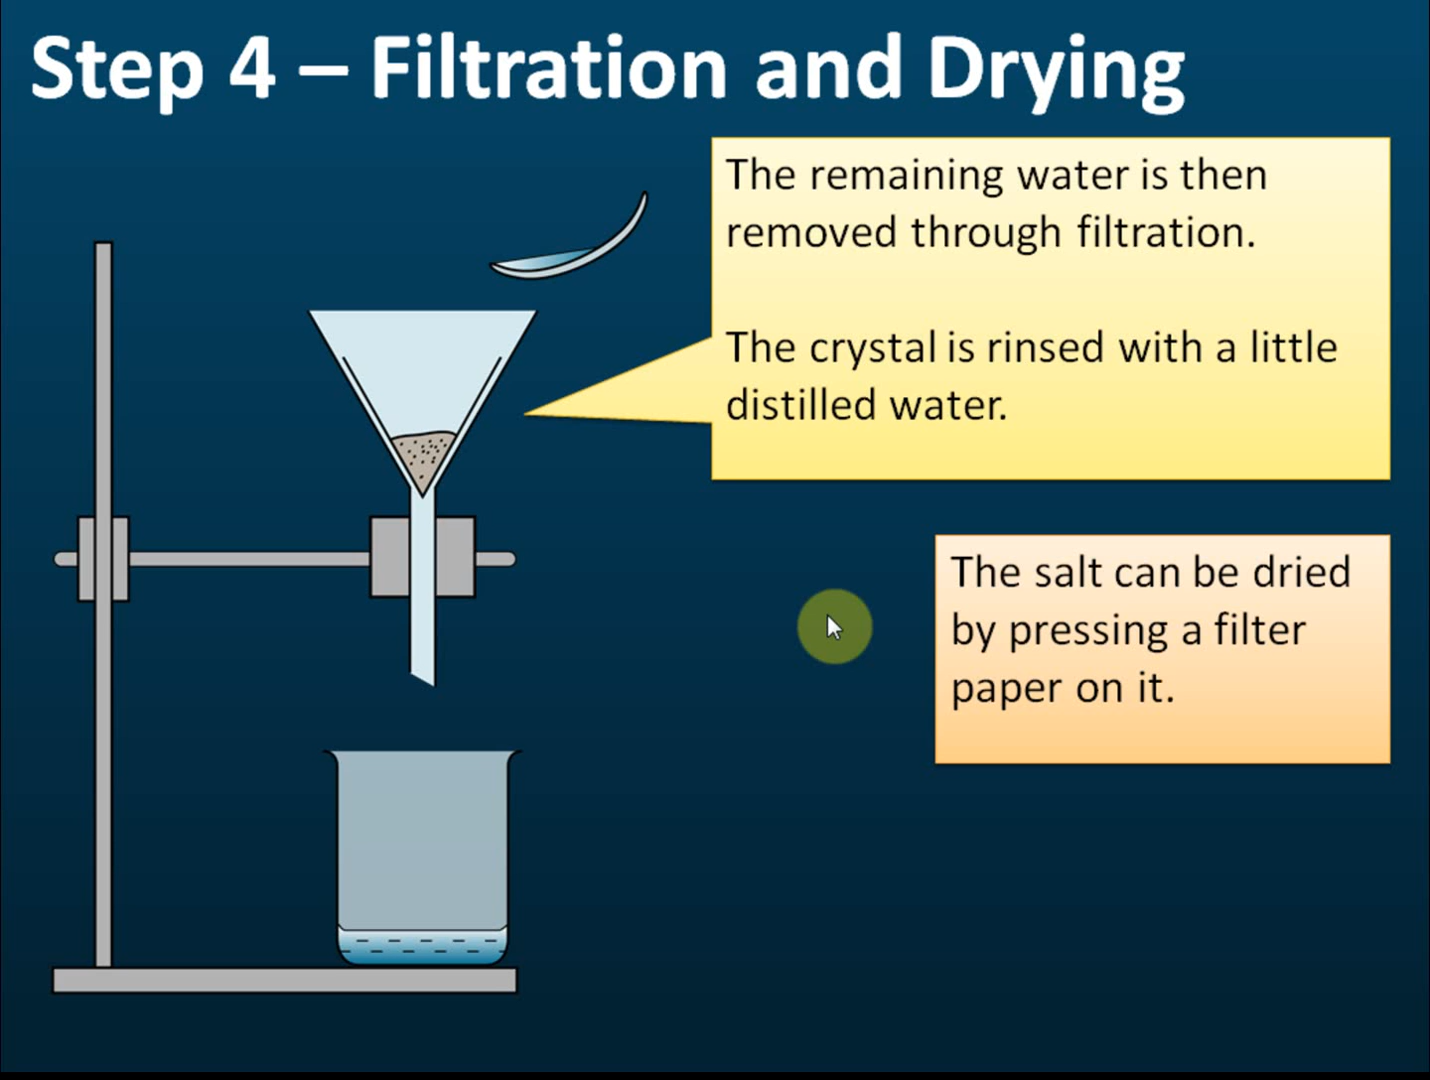 Step 4 – Filtration and Drying
The remaining water is then
removed through filtration.
The crystal is rinsed with a little
distilled water.
The salt can be dried
by pressing a filter
paper on it.